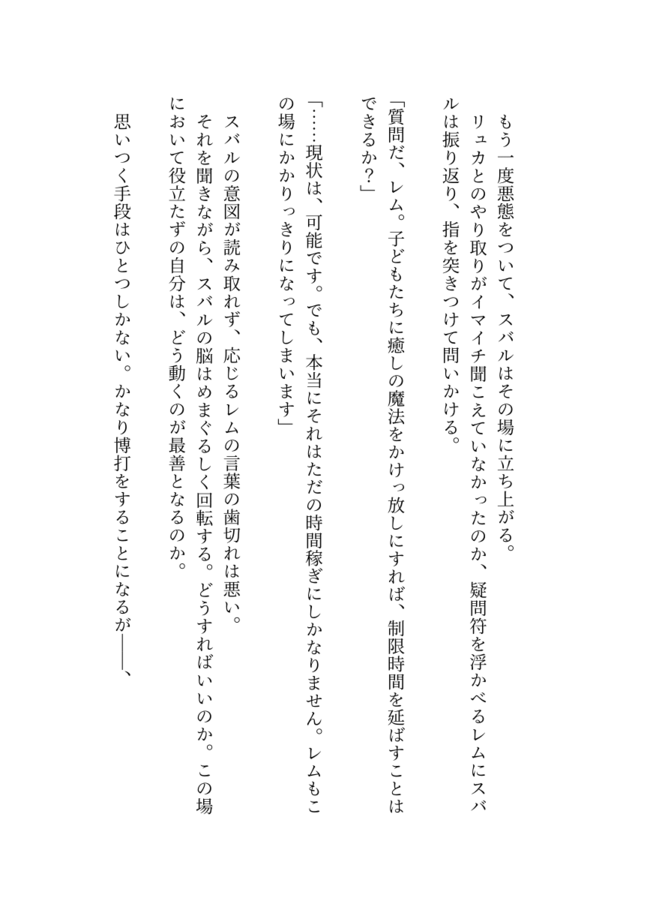 もう一度悪態をついて、スバルはその場に立ち上がる。
リュカとのやり取りがイマイチ聞こえていなかったのか、疑問符を浮かべるレムにスバ
ルは振り返り、指を突きつけて問いかける。
「質問だ、レム。子どもたちに癒しの魔法をかけっ放しにすれば、制限時間を延ばすことは
できるか？」
「……現状は、可能です。でも、本当にそれはただの時間稼ぎにしかなりません。レムもこ
の場にかかりっきりになってしまいます」
スバルの意図が読み取れず、応じるレムの言葉の歯切れは悪い。
それを聞きながら、スバルの脳はめまぐるしく回転する。どうすればいいのか。この場
において役立たずの自分は、どう動くのが最善となるのか。
思いつく手段はひとつしかない。かなり博打をすることになるが――、